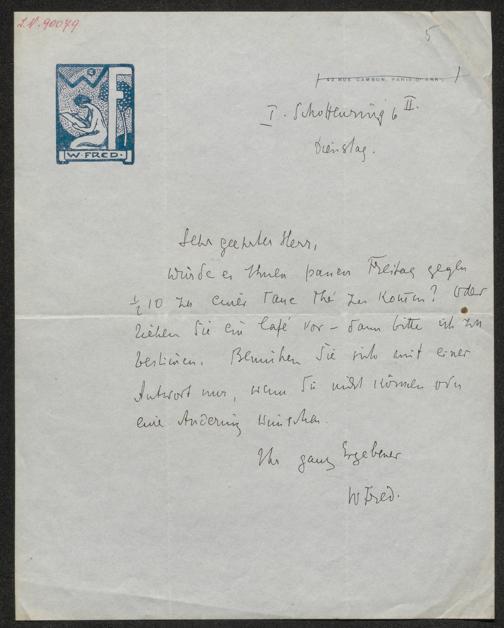 I.N. 90079
5
42 RUE CAMBON, PARIS
I. Schottenring 6 II.
Dienstag.
W. FRED.
Sehr geehrter Herr,
Würde es Ihnen passen Freitag gegen
½ 10 zu einer Tasse Thé zu kommen? Oder
ziehen Sie ein Café vor – dann bitte ich zu
bestimmen. Bemühen Sie sich mit einer
Antwort nur, wenn Sie nicht können oder
eine Änderung wünschen.
Ihr ganz Ergebener
W Fred.